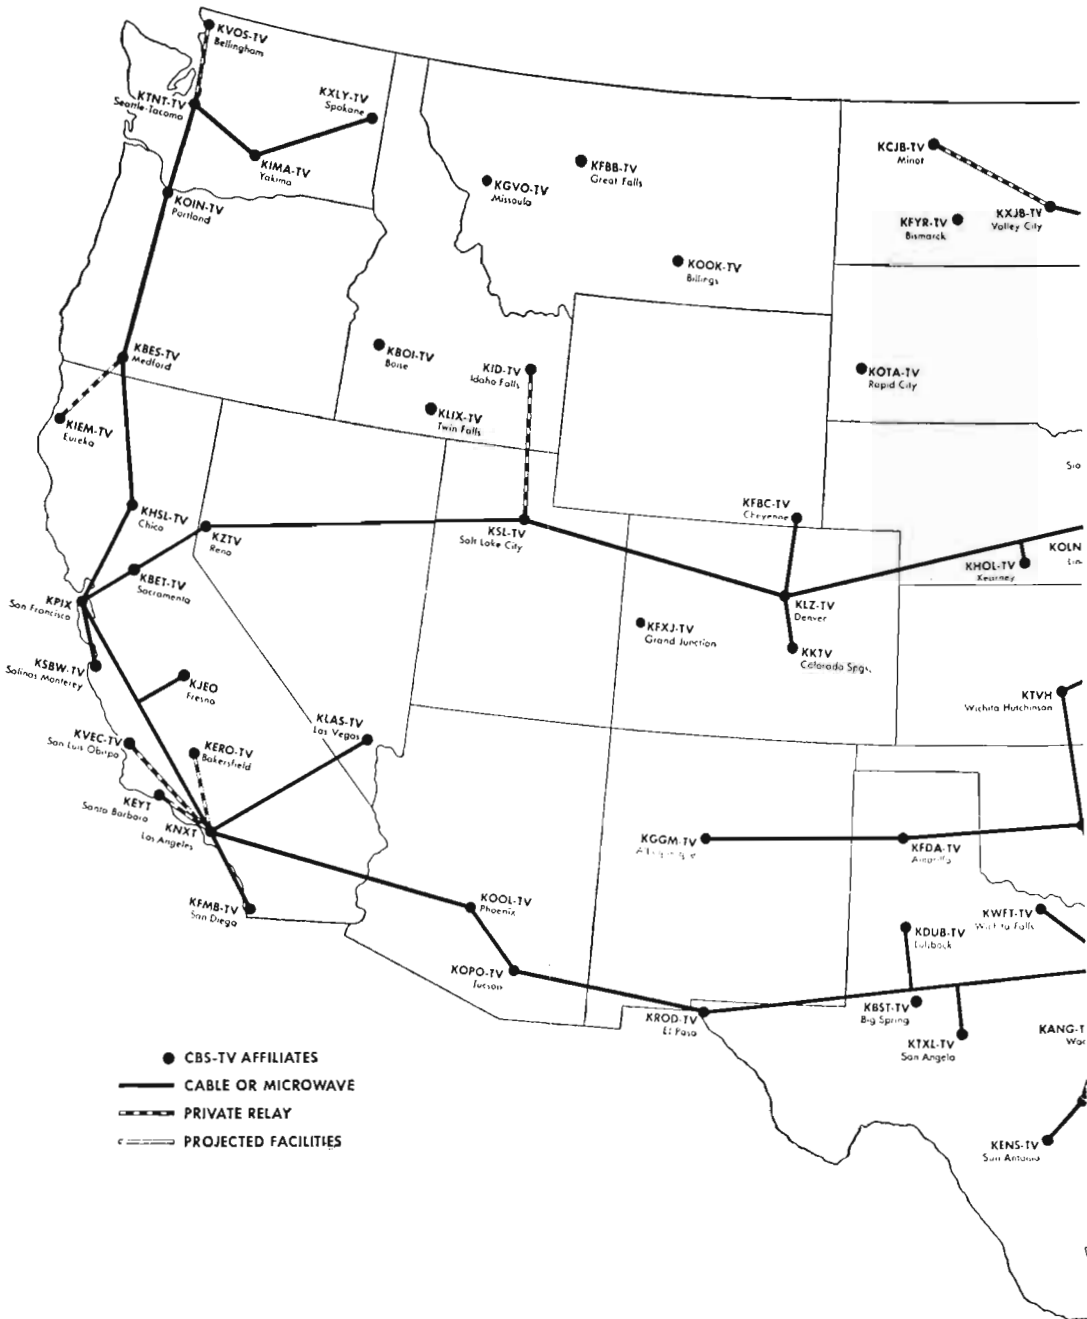 KVOS-TV
Bellingham
KTNT-TV
Seattle-Tacoma
KXLY-TV
Spokane
KIMA-TV
Yakima
KOIN-TV
Portland
KGVO-TV
Missoula
KFBB-TV
Great Falls
KOOK-TV
Billings
KCJB-TV
Minot
KXJB-TV
Valley City
KFYR-TV
Bismarck
KBES-TV
Medford
KIEM-TV
Eureka
KBOI-TV
Boise
KID-TV
Idaho Falls
KLIX-TV
Twin Falls
KOTA-TV
Rapid City
Sio
KHSL-TV
Chico
KZTV
Reno
KSL-TV
Salt Lake City
KFBC-TV
Cheyenne
KOLN
Lin
KHOL-TV
Kearney
KBET-TV
Sacramento
KPIX
San Francisco
KLZ-TV
Denver
KFXJ-TV
Grand Junction
KKTV
Colorado Spgs.
KSBW-TV
Salinas Monterey
KJEO
Fresno
KTVH
Wichita Hutchinson
KLAS-TV
Las Vegas
KVEC-TV
San Luis Obispo
KERO-TV
Bakersfield
KEYT
Santa Barbara
KNXT
Los Angeles
KGGM-TV
Albuquerque
KFDA-TV
Amarillo
KFMB-TV
San Diego
KOOL-TV
Phoenix
KDUB-TV
Lubbock
KWFT-TV
Wichita Falls
KOPO-TV
Tucson
KROD-TV
El Paso
KBST-TV
Big Spring
KTXL-TV
San Angelo
KANG-T
Wac
KENS-TV
San Antonio
CBS-TV AFFILIATES
CABLE OR MICROWAVE
PRIVATE RELAY
PROJECTED FACILITIES